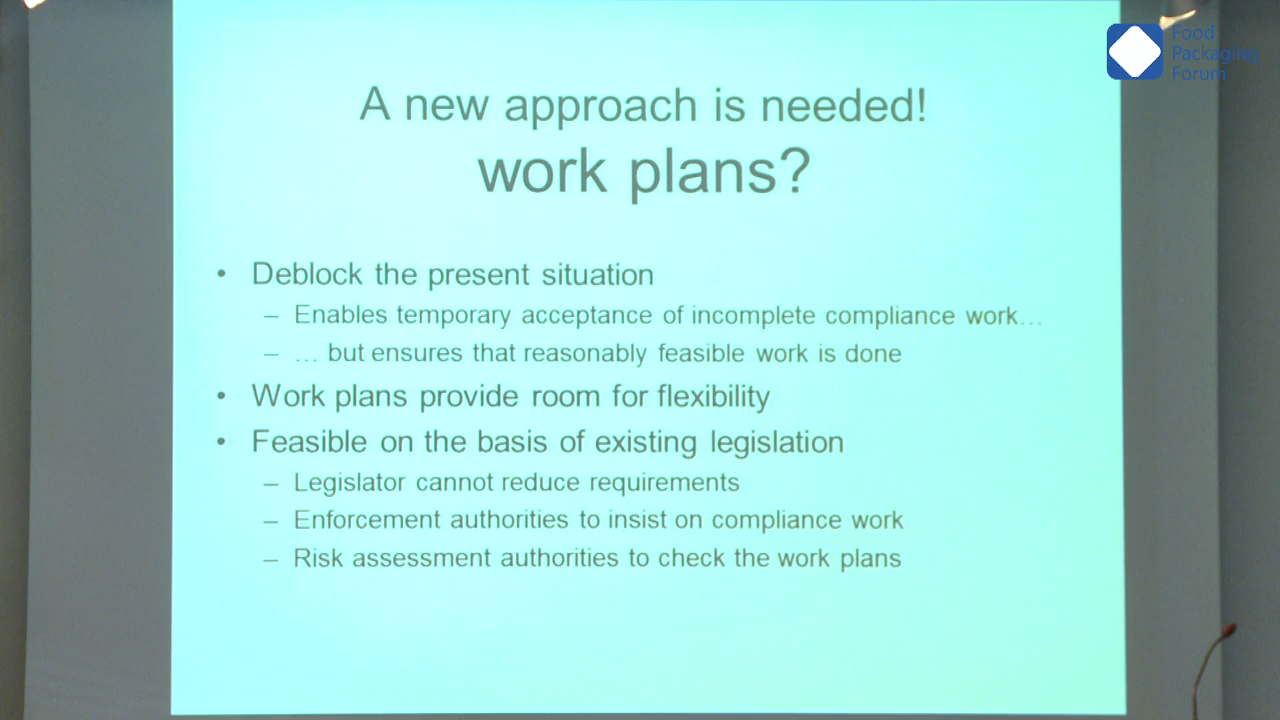 Food
Packaging
Forum
A new approach is needed!
work plans?
• Deblock the present situation
– Enables temporary acceptance of incomplete compliance work…
– … but ensures that reasonably feasible work is done
• Work plans provide room for flexibility
• Feasible on the basis of existing legislation
– Legislator cannot reduce requirements
– Enforcement authorities to insist on compliance work
– Risk assessment authorities to check the work plans